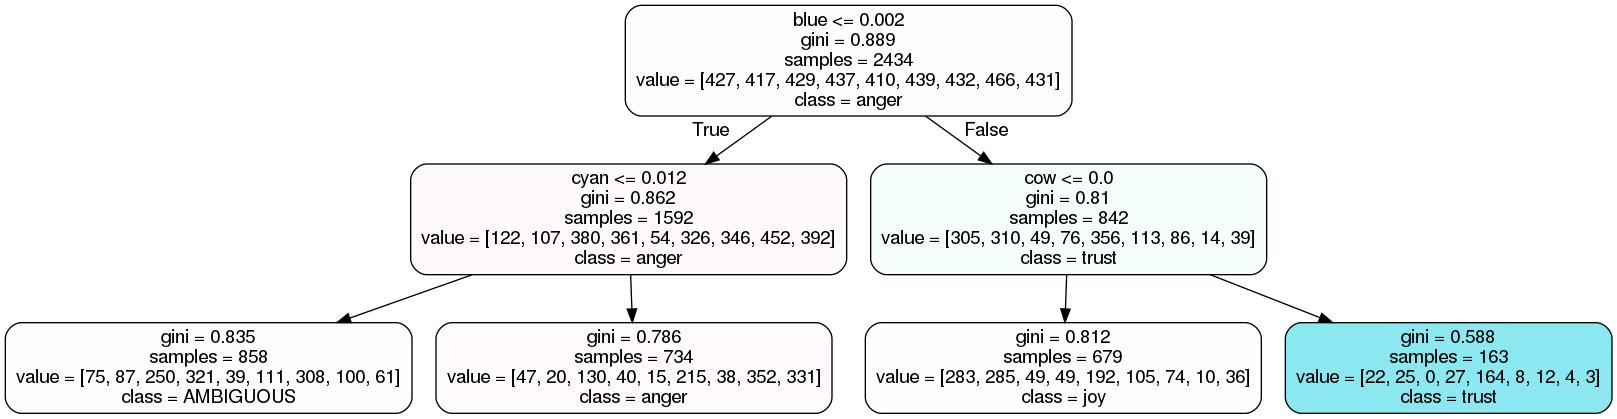 blue <= 0.002
gini = 0.889
samples = 2434
value = [427, 417, 429, 437, 410, 439, 432, 466, 431]
class = anger
True
False
cyan <= 0.012
gini = 0.862
samples = 1592
value = [122, 107, 380, 361, 54, 326, 346, 452, 392]
class = anger
cow <= 0.0
gini = 0.81
samples = 842
value = [305, 310, 49, 76, 356, 113, 86, 14, 39]
class = trust
gini = 0.835
samples = 858
value = [75, 87, 250, 321, 39, 111, 308, 100, 61]
class = AMBIGUOUS
gini = 0.786
samples = 734
value = [47, 20, 130, 40, 15, 215, 38, 352, 331]
class = anger
gini = 0.812
samples = 679
value = [283, 285, 49, 49, 192, 105, 74, 10, 36]
class = joy
gini = 0.588
samples = 163
value = [22, 25, 0, 27, 164, 8, 12, 4, 3]
class = trust